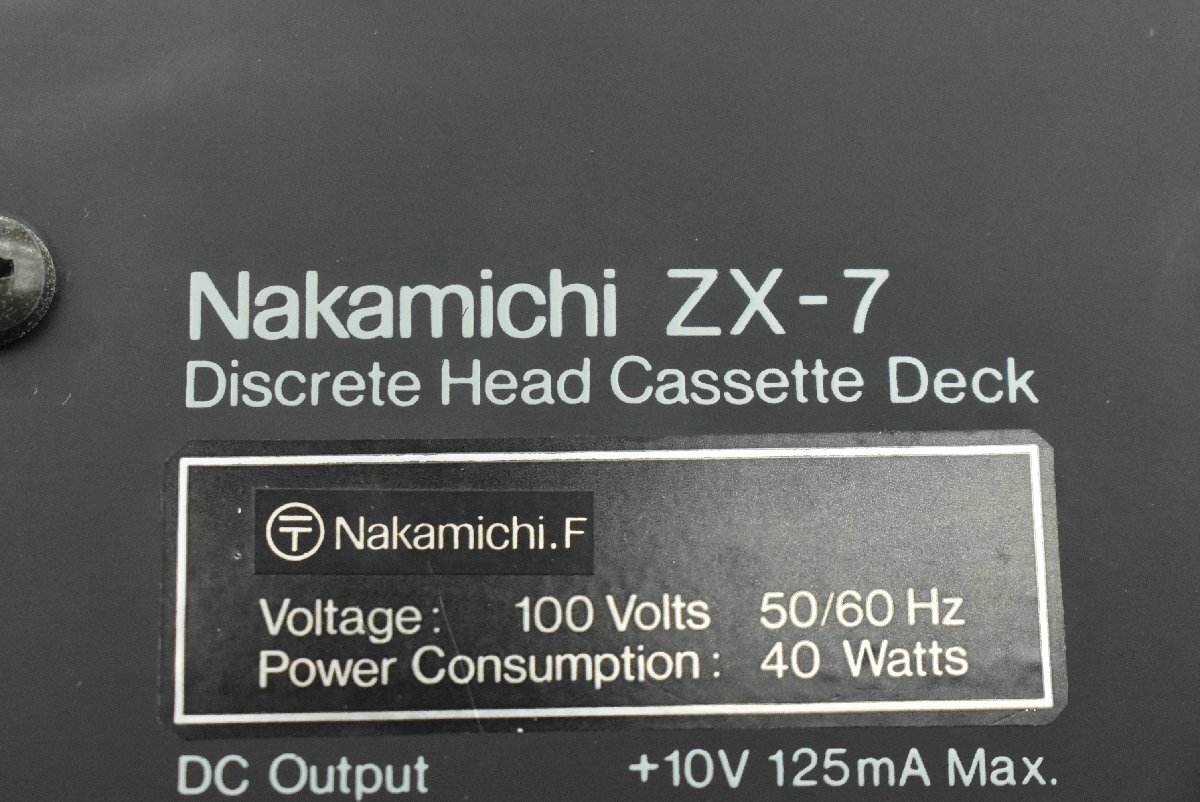 Nakamichi ZX-7
Discrete Head Cassette Deck
〒 Nakamichi.F
Voltage: 100 Volts 50/60 Hz
Power Consumption: 40 Watts
DC Output +10V 125mA Max.